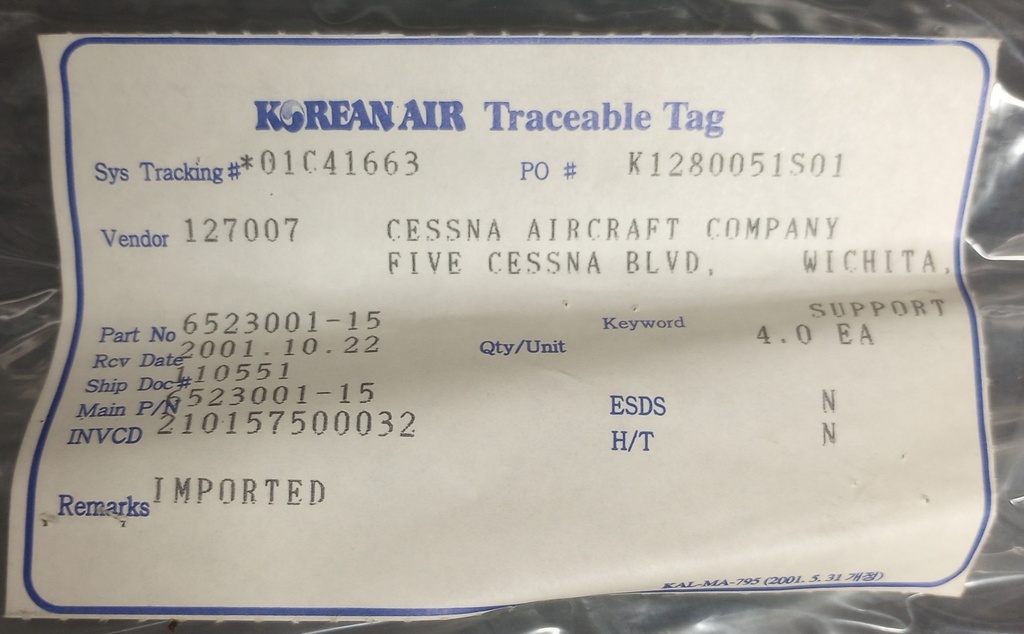 KOREAN AIR Traceable Tag
Sys Tracking #*01C41663 PO # K1280051S01
Vendor 127007 CESSNA AIRCRAFT COMPANY
FIVE CESSNA BLVD, WICHITA,
Part No 6523001-15 Keyword SUPPORT
Rcv Date 2001.10.22 Qty/Unit 4.0 EA
Ship Doc# 110551
Main P/N 6523001-15 ESDS N
INVCD 210157500032 H/T N
Remarks IMPORTED
KAL-MA-795 (2001. 5. 31 개정)